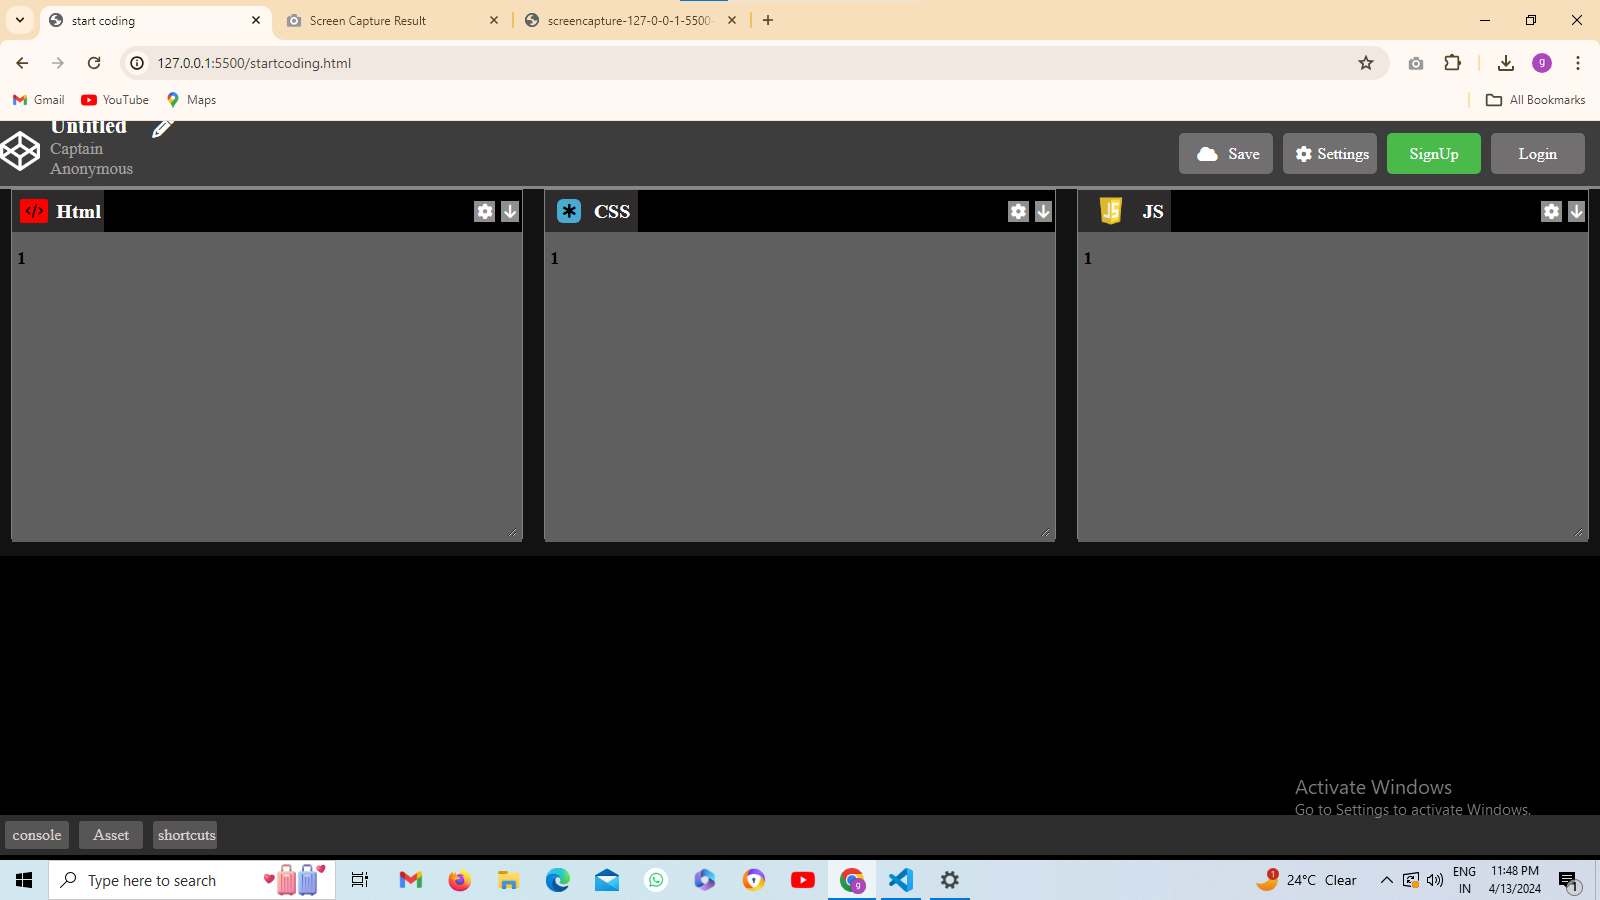 start coding
Screen Capture Result
screencapture-127-0-0-1-5500-
127.0.0.1:5500/startcoding.html
g
Gmail
YouTube
Maps
All Bookmarks
Untitled
Captain
Anonymous
Save
Settings
SignUp
Login
</> Html
CSS
JS JS
1
1
1
Activate Windows
Go to Settings to activate Windows.
console
Asset
shortcuts
Type here to search
g
1
24°C Clear
ENG
IN
11:48 PM
4/13/2024
1